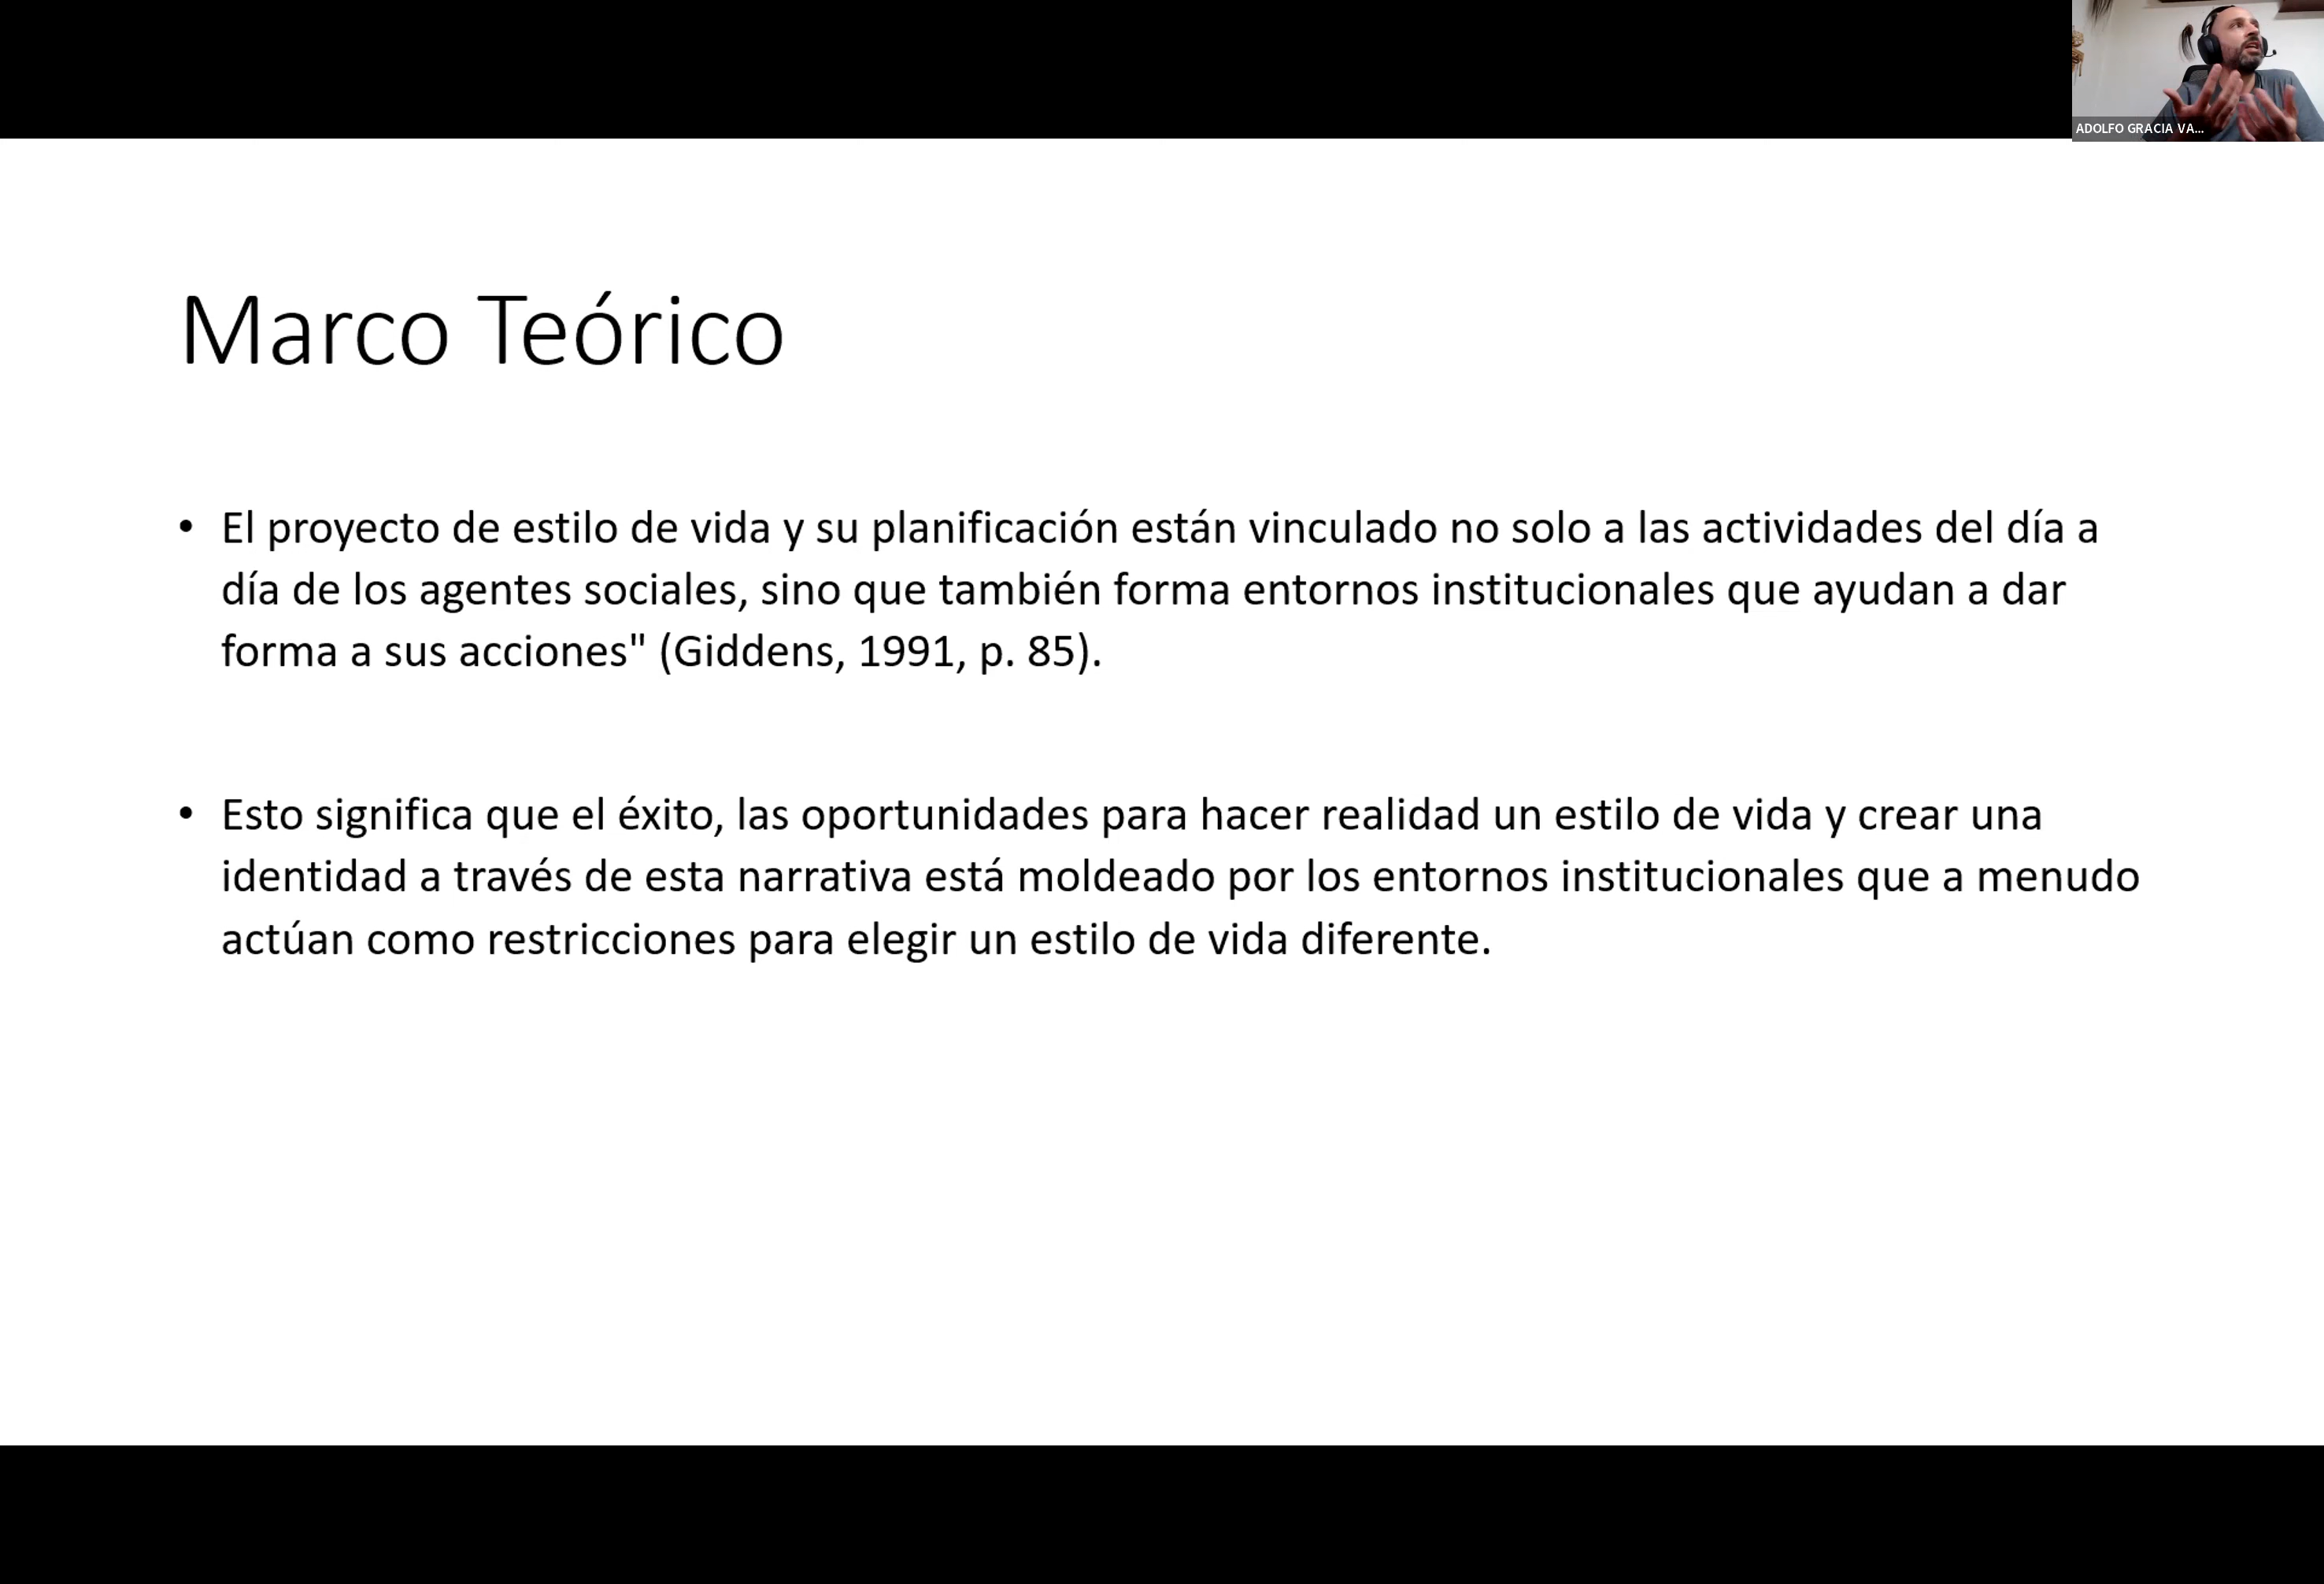 ADOLFO GRACIA VA...
Marco Teórico
• El proyecto de estilo de vida y su planificación están vinculado no solo a las actividades del día a
día de los agentes sociales, sino que también forma entornos institucionales que ayudan a dar
forma a sus acciones" (Giddens, 1991, p. 85).
• Esto significa que el éxito, las oportunidades para hacer realidad un estilo de vida y crear una
identidad a través de esta narrativa está moldeado por los entornos institucionales que a menudo
actúan como restricciones para elegir un estilo de vida diferente.